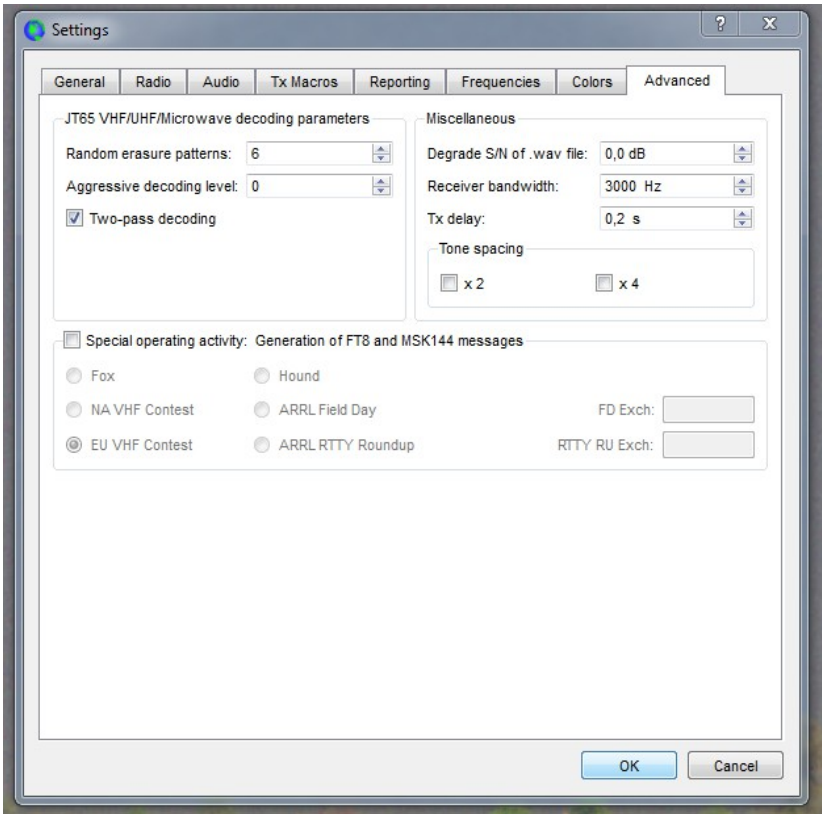 Settings
General Radio Audio Tx Macros Reporting Frequencies Colors Advanced
JT65 VHF/UHF/Microwave decoding parameters
Random erasure patterns: 6
Aggressive decoding level: 0
Two-pass decoding
Miscellaneous
Degrade S/N of .wav file: 0,0 dB
Receiver bandwidth: 3000 Hz
Tx delay: 0,2 s
Tone spacing
x 2 x 4
Special operating activity: Generation of FT8 and MSK144 messages
Fox Hound
NA VHF Contest ARRL Field Day FD Exch:
EU VHF Contest ARRL RTTY Roundup RTTY RU Exch:
OK Cancel